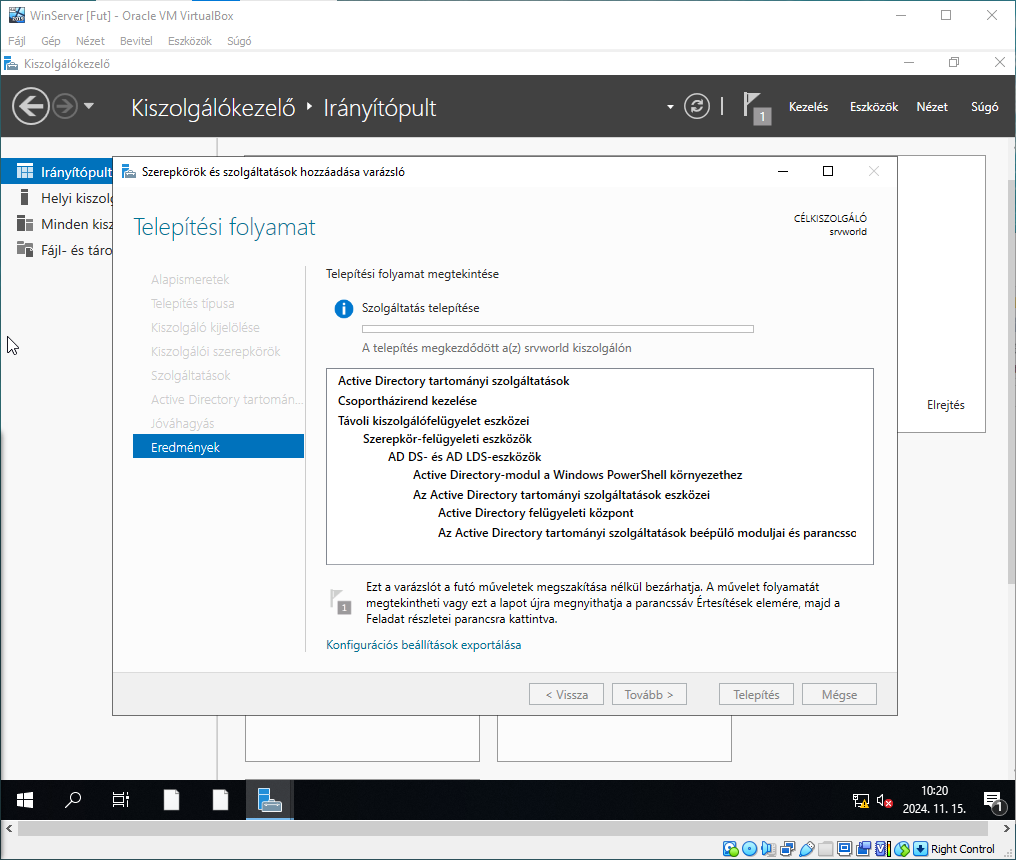 WinServer [Fut] - Oracle VM VirtualBox
Fájl Gép Nézet Bevitel Eszközök Súgó
Kiszolgálókezelő
Kiszolgálókezelő Irányítópult
1 Kezelés Eszközök Nézet Súgó
Irányítópult
Helyi kiszolg
Minden kisz
Fájl- és táro
Szerepkörök és szolgáltatások hozzáadása varázsló
Telepítési folyamat
CÉLKISZOLGÁLÓ
srvworld
Alapismeretek
Telepítés típusa
Kiszolgáló kijelölése
Kiszolgálói szerepkörök
Szolgáltatások
Active Directory tartomán...
Jóváhagyás
Eredmények
Telepítési folyamat megtekintése
Szolgáltatás telepítése
A telepítés megkezdődött a(z) srvworld kiszolgálón
Active Directory tartományi szolgáltatások
Csoportházirend kezelése
Távoli kiszolgálófelügyelet eszközei
Szerepkör-felügyeleti eszközök
AD DS- és AD LDS-eszközök
Active Directory-modul a Windows PowerShell környezethez
Az Active Directory tartományi szolgáltatások eszközei
Active Directory felügyeleti központ
Az Active Directory tartományi szolgáltatások beépülő moduljai és parancsso
1
Ezt a varázslót a futó műveletek megszakítása nélkül bezárhatja. A művelet folyamatát
megtekintheti vagy ezt a lapot újra megnyithatja a parancssáv Értesítések elemére, majd a
Feladat részletei parancsra kattintva.
Konfigurációs beállítások exportálása
< Vissza Tovább > Telepítés Mégse
Elrejtés
10:20
2024. 11. 15.
1
Right Control